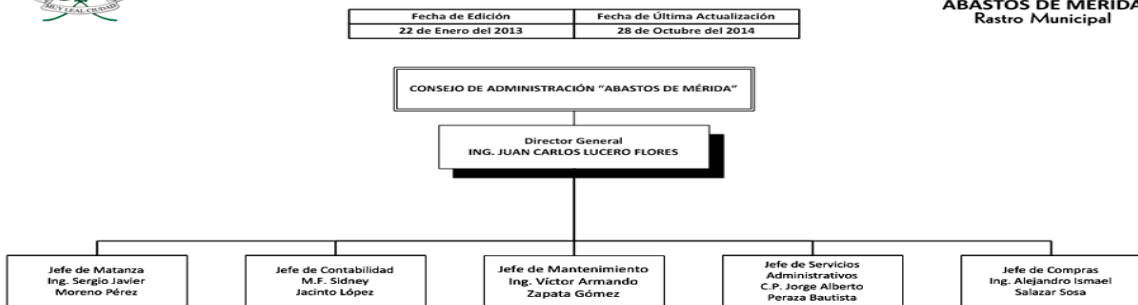 MUY LEAL CIUDAD
ABASTOS DE MÉRIDA
Rastro Municipal
Fecha de Edición
Fecha de Última Actualización
22 de Enero del 2013
28 de Octubre del 2014
CONSEJO DE ADMINISTRACIÓN “ABASTOS DE MÉRIDA”
Director General
ING. JUAN CARLOS LUCERO FLORES
Jefe de Matanza
Ing. Sergio Javier
Moreno Pérez
Jefe de Contabilidad
M.F. Sidney
Jacinto López
Jefe de Mantenimiento
Ing. Víctor Armando
Zapata Gómez
Jefe de Servicios
Administrativos
C.P. Jorge Alberto
Peraza Bautista
Jefe de Compras
Ing. Alejandro Ismael
Salazar Sosa